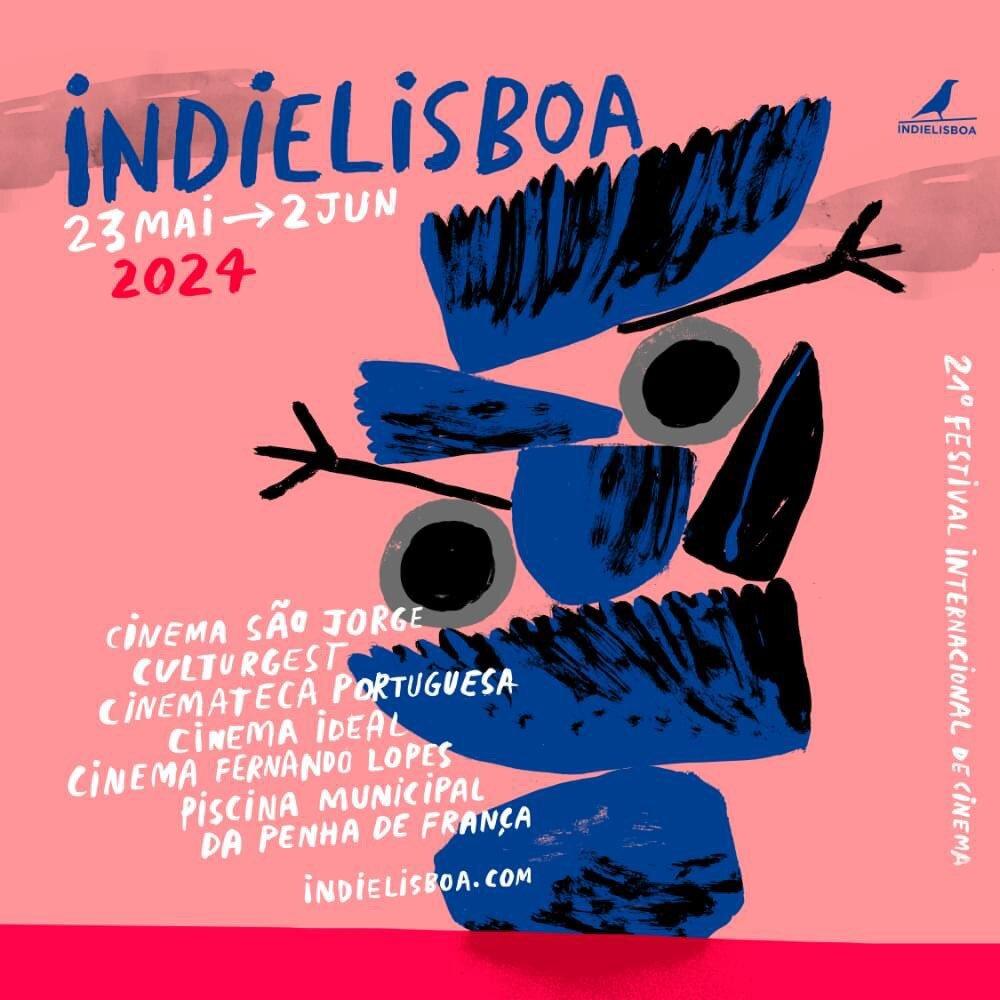 INDIELISBOA
23 MAI → 2 JUN
2024
INDIELISBOA
21º FESTIVAL INTERNACIONAL DE CINEMA
CINEMA SÃO JORGE
CULTURGEST
CINEMATECA PORTUGUESA
CINEMA IDEAL
CINEMA FERNANDO LOPES
PISCINA MUNICIPAL
DA PENHA DE FRANÇA
INDIELISBOA.COM